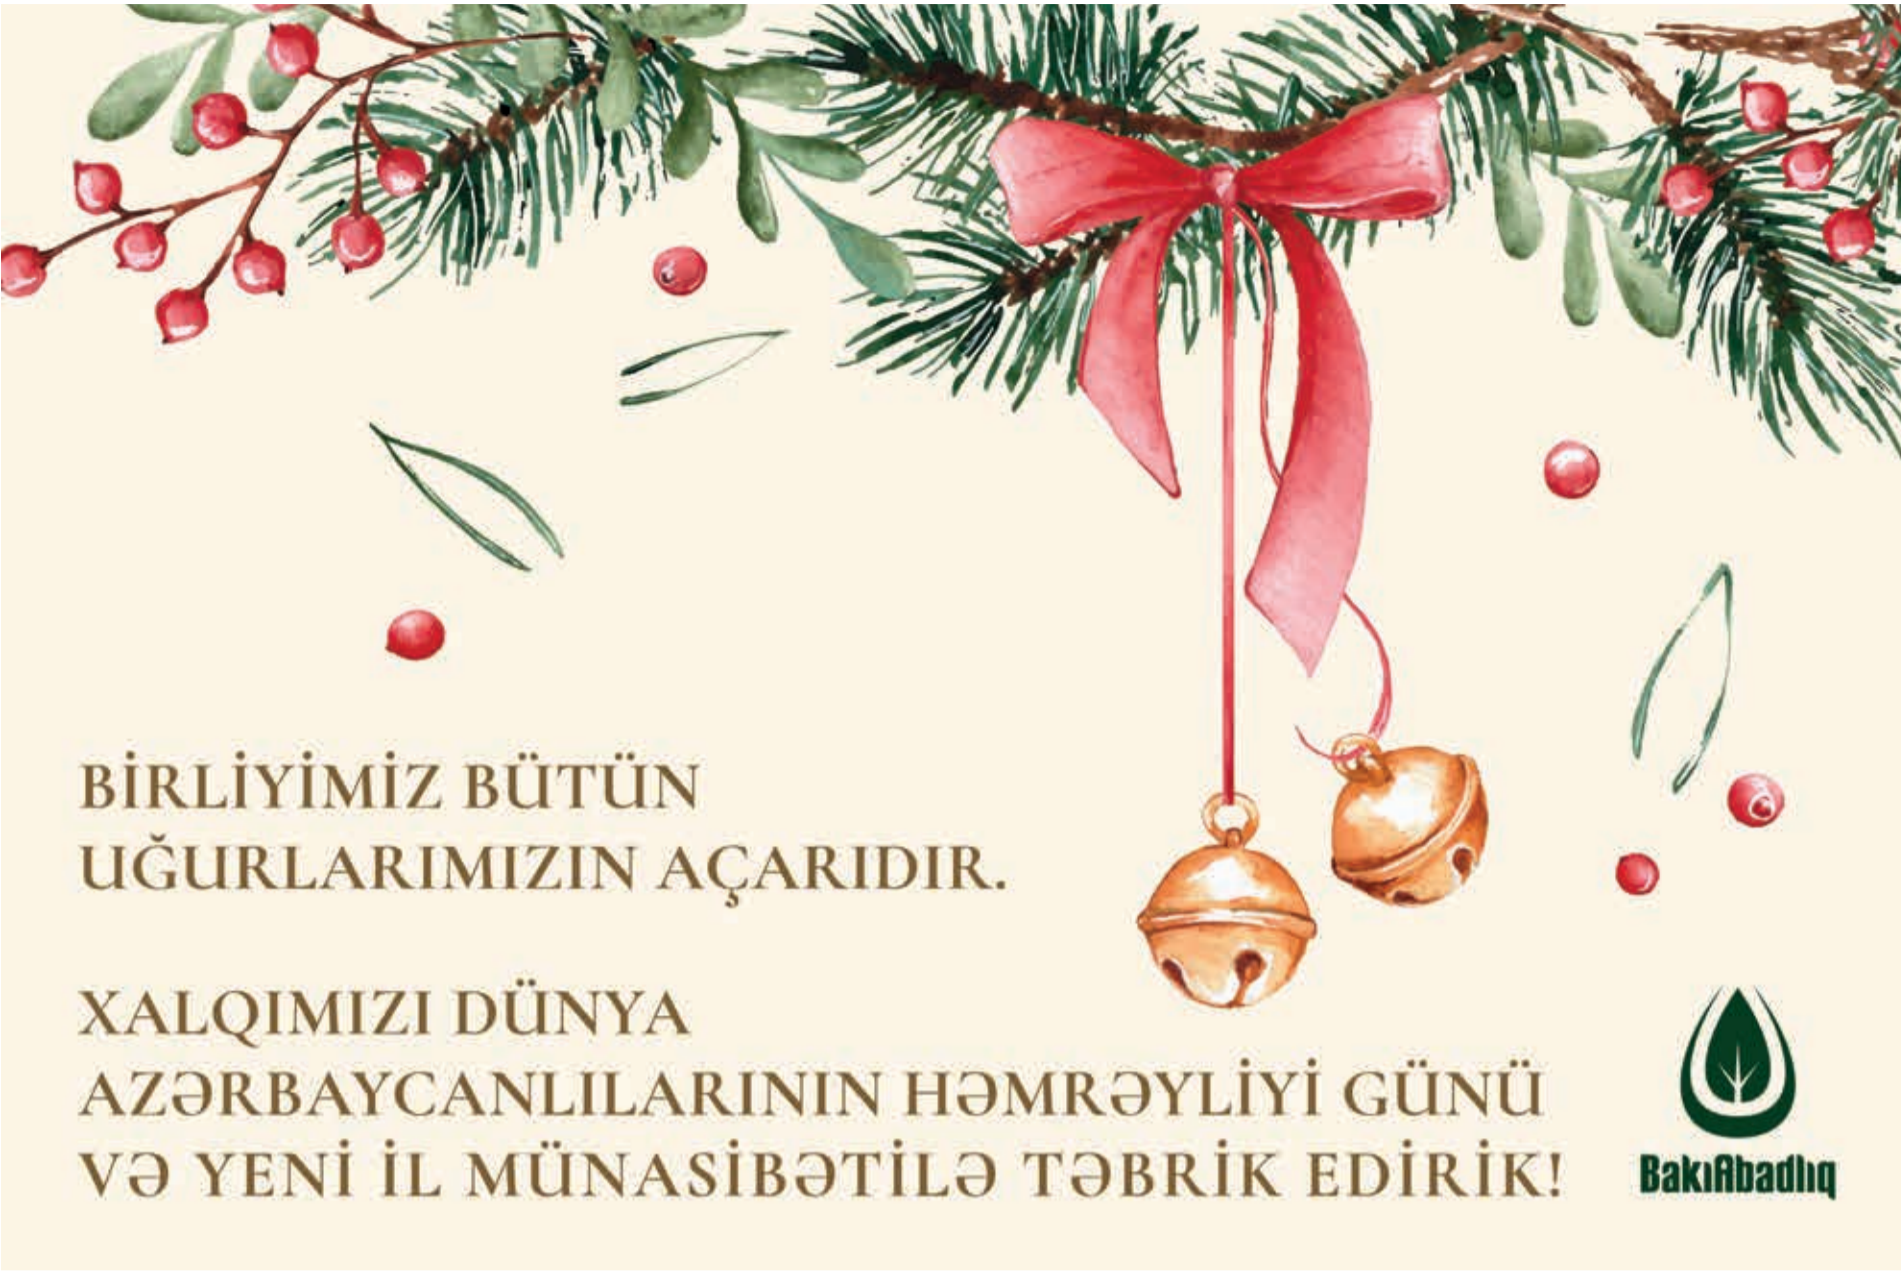 BİRLİYİMİZ BÜTÜN
UĞURLARIMIZIN AÇARIDIR.
XALQIMIZI DÜNYA
AZƏRBAYCANLILARININ HƏMRƏYLİYİ GÜNÜ
VƏ YENİ İL MÜNASİBƏTİLƏ TƏBRİK EDİRİK!
BakıAbadlıq